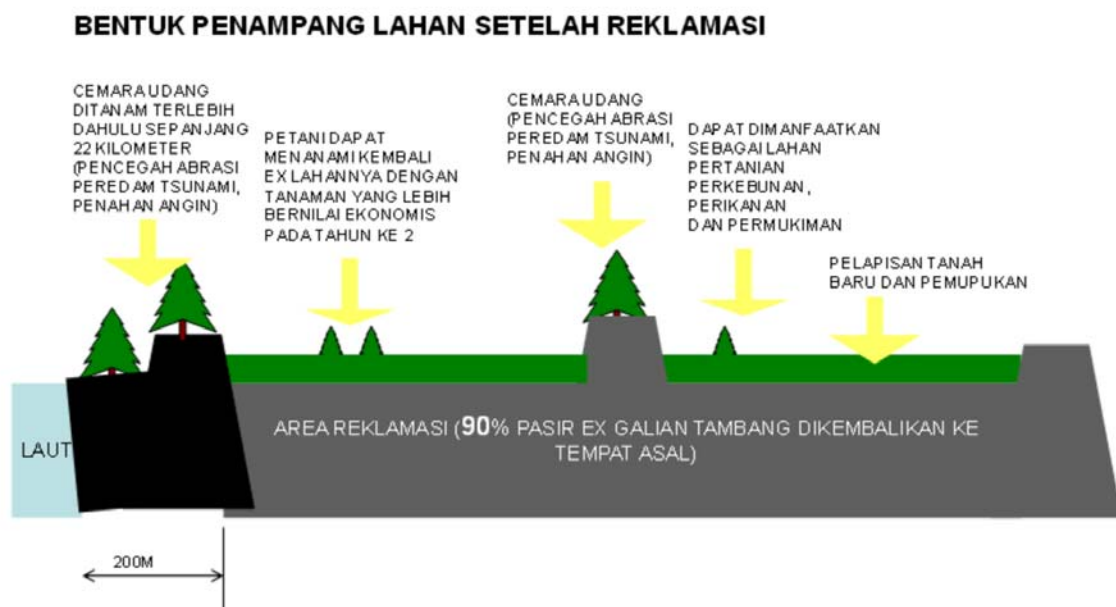 BENTUK PENAMPANG LAHAN SETELAH REKLAMASI
CEMARA UDANG
DITANAM TERLEBIH
DAHULU SEPANJANG
22 KILOMETER
(PENCEGAH ABRASI
PEREDAM TSUNAMI,
PENAHAN ANGIN)
PETANI DAPAT
MENANAMI KEMBALI
EX LAHANNYA DENGAN
TANAMAN YANG LEBIH
BERNILAI EKONOMIS
PADA TAHUN KE 2
CEMARA UDANG
(PENCEGAH ABRASI
PEREDAM TSUNAMI,
PENAHAN ANGIN)
DAPAT DIMANFAATKAN
SEBAGAI LAHAN
PERTANIAN
PERKEBUNAN,
PERIKANAN
DAN PERMUKIMAN
PELAPISAN TANAH
BARU DAN PEMUPUKAN
LAUT
AREA REKLAMASI (90% PASIR EX GALIAN TAMBANG DIKEMBALIKAN KE
TEMPAT ASAL)
200M